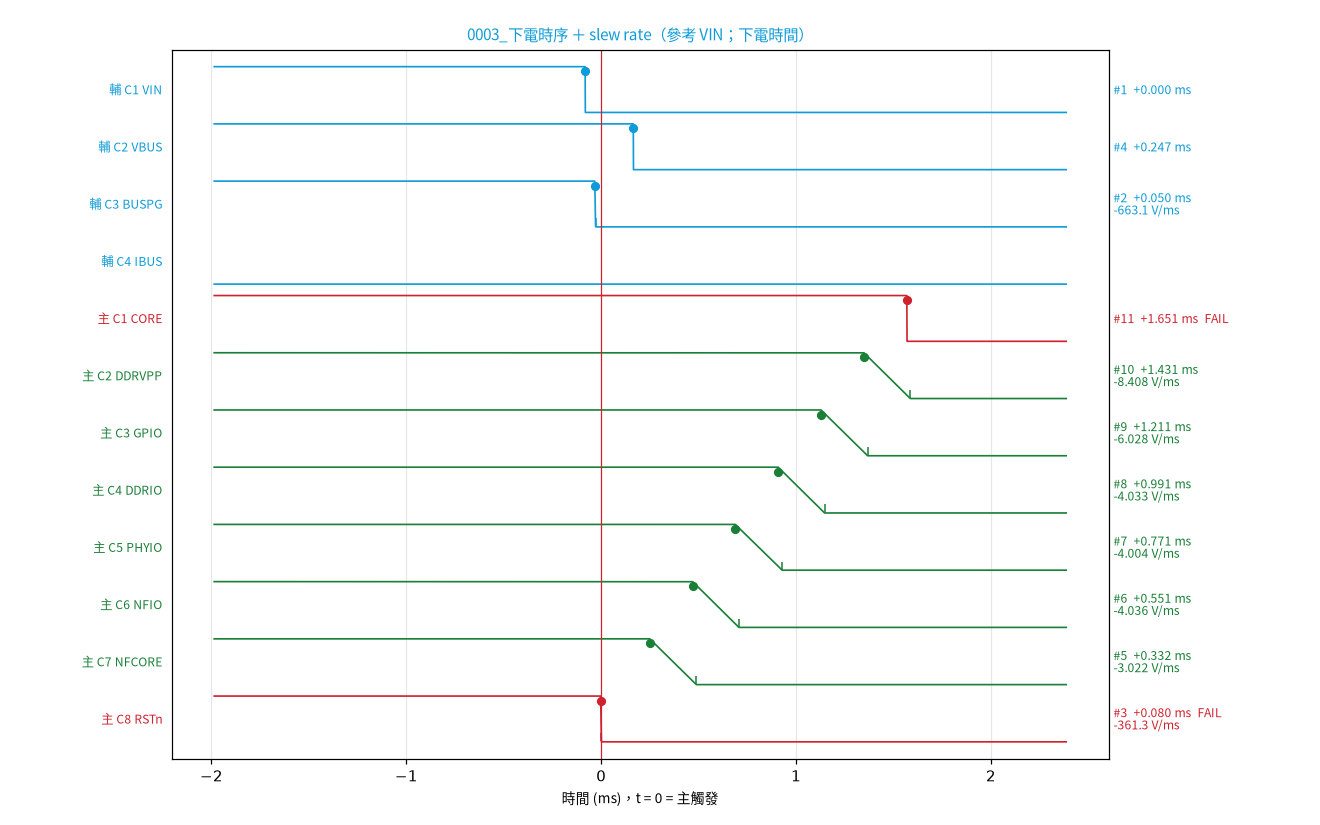 0003_下電時序 ＋ slew rate（參考 VIN；下電時間）
輔 C1 VIN
#1 +0.000 ms
輔 C2 VBUS
#4 +0.247 ms
輔 C3 BUSPG
#2 +0.050 ms
-663.1 V/ms
輔 C4 IBUS
主 C1 CORE
#11 +1.651 ms FAIL
主 C2 DDRVPP
#10 +1.431 ms
-8.408 V/ms
主 C3 GPIO
#9 +1.211 ms
-6.028 V/ms
主 C4 DDRIO
#8 +0.991 ms
-4.033 V/ms
主 C5 PHYIO
#7 +0.771 ms
-4.004 V/ms
主 C6 NFIO
#6 +0.551 ms
-4.036 V/ms
主 C7 NFCORE
#5 +0.332 ms
-3.022 V/ms
主 C8 RSTn
#3 +0.080 ms FAIL
-361.3 V/ms
−2 −1 0 1 2
時間 (ms)，t = 0 = 主觸發